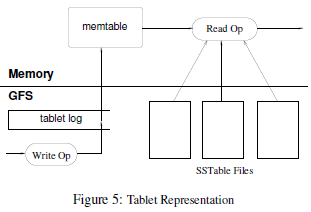 memtable
Read Op
Memory
GFS
tablet log
Write Op
SSTable Files
Figure 5: Tablet Representation